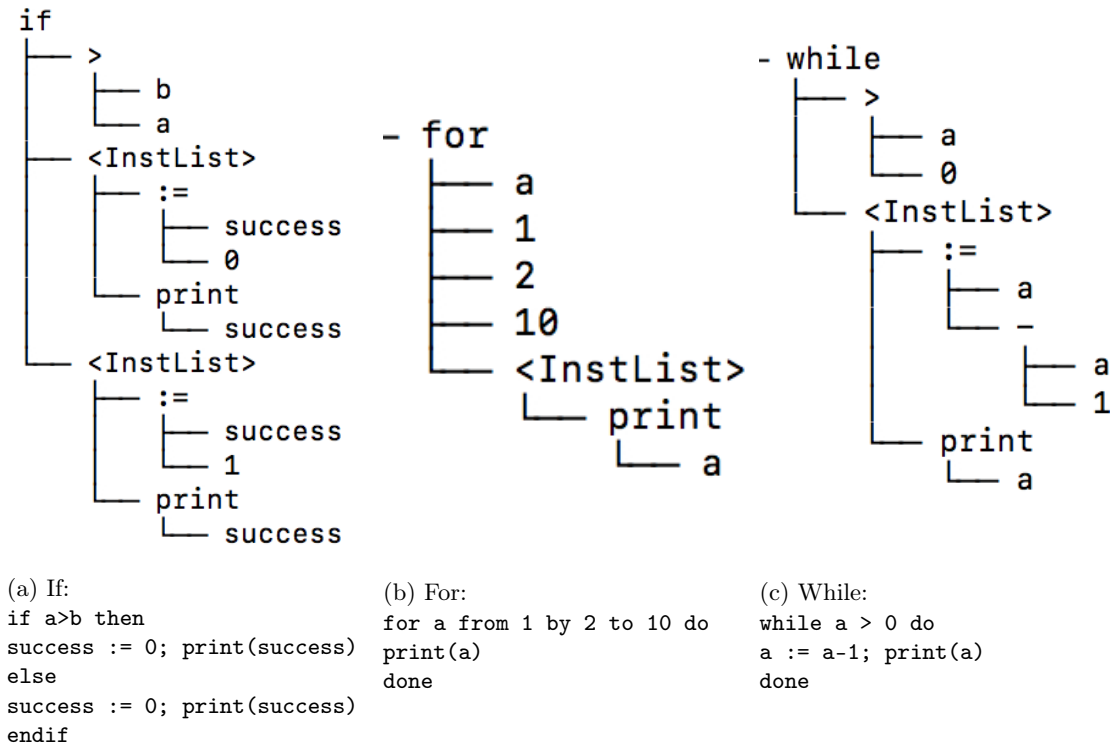 if
>
b
a
<InstList>
:=
success
0
print
success
<InstList>
:=
success
1
print
success
(a) If:
if a>b then
success := 0; print(success)
else
success := 0; print(success)
endif
- for
a
1
2
10
<InstList>
print
a
(b) For:
for a from 1 by 2 to 10 do
print(a)
done
- while
>
a
0
<InstList>
:=
a
-
a
1
print
a
(c) While:
while a > 0 do
a := a-1; print(a)
done